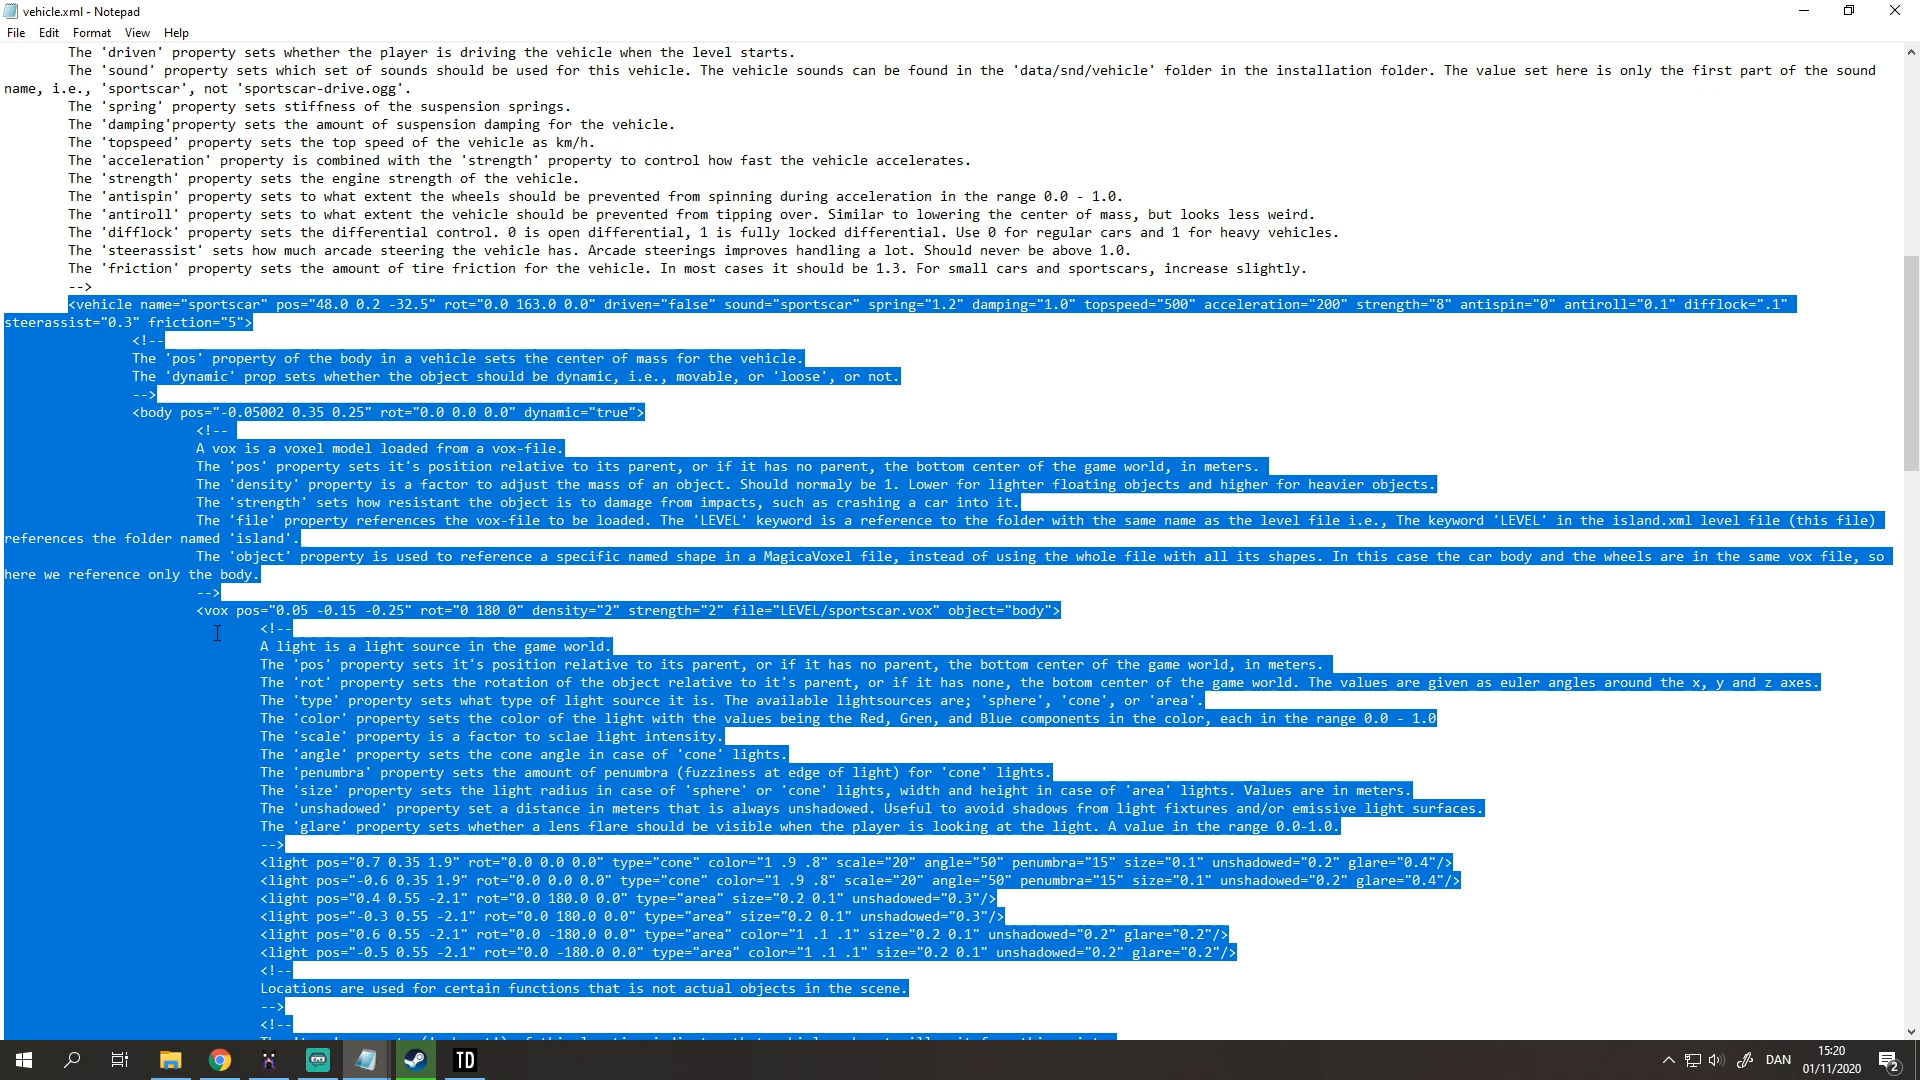 vehicle.xml - Notepad
File Edit Format View Help
The 'driven' property sets whether the player is driving the vehicle when the level starts.
The 'sound' property sets which set of sounds should be used for this vehicle. The vehicle sounds can be found in the 'data/snd/vehicle' folder in the installation folder. The value set here is only the first part of the sound
name, i.e., 'sportscar', not 'sportscar-drive.ogg'.
The 'spring' property sets stiffness of the suspension springs.
The 'damping'property sets the amount of suspension damping for the vehicle.
The 'topspeed' property sets the top speed of the vehicle as km/h.
The 'acceleration' property is combined with the 'strength' property to control how fast the vehicle accelerates.
The 'strength' property sets the engine strength of the vehicle.
The 'antispin' property sets to what extent the wheels should be prevented from spinning during acceleration in the range 0.0 - 1.0.
The 'antiroll' property sets to what extent the vehicle should be prevented from tipping over. Similar to lowering the center of mass, but looks less weird.
The 'difflock' property sets the differential control. 0 is open differential, 1 is fully locked differential. Use 0 for regular cars and 1 for heavy vehicles.
The 'steerassist' sets how much arcade steering the vehicle has. Arcade steerings improves handling a lot. Should never be above 1.0.
The 'friction' property sets the amount of tire friction for the vehicle. In most cases it should be 1.3. For small cars and sportscars, increase slightly.
-->
<vehicle name="sportscar" pos="48.0 0.2 -32.5" rot="0.0 163.0 0.0" driven="false" sound="sportscar" spring="1.2" damping="1.0" topspeed="500" acceleration="200" strength="8" antispin="0" antiroll="0.1" difflock=".1"
steerassist="0.3" friction="5">
<!--
The 'pos' property of the body in a vehicle sets the center of mass for the vehicle.
The 'dynamic' prop sets whether the object should be dynamic, i.e., movable, or 'loose', or not.
-->
<body pos="-0.05002 0.35 0.25" rot="0.0 0.0 0.0" dynamic="true">
<!--
A vox is a voxel model loaded from a vox-file.
The 'pos' property sets it's position relative to its parent, or if it has no parent, the bottom center of the game world, in meters.
The 'density' property is a factor to adjust the mass of an object. Should normaly be 1. Lower for lighter floating objects and higher for heavier objects.
The 'strength' sets how resistant the object is to damage from impacts, such as crashing a car into it.
The 'file' property references the vox-file to be loaded. The 'LEVEL' keyword is a reference to the folder with the same name as the level file i.e., The keyword 'LEVEL' in the island.xml level file (this file)
references the folder named 'island'.
The 'object' property is used to reference a specific named shape in a MagicaVoxel file, instead of using the whole file with all its shapes. In this case the car body and the wheels are in the same vox file, so
here we reference only the body.
-->
<vox pos="0.05 -0.15 -0.25" rot="0 180 0" density="2" strength="2" file="LEVEL/sportscar.vox" object="body">
<!--
A light is a light source in the game world.
The 'pos' property sets it's position relative to its parent, or if it has no parent, the bottom center of the game world, in meters.
The 'rot' property sets the rotation of the object relative to it's parent, or if it has none, the botom center of the game world. The values are given as euler angles around the x, y and z axes.
The 'type' property sets what type of light source it is. The available lightsources are; 'sphere', 'cone', or 'area'.
The 'color' property sets the color of the light with the values being the Red, Gren, and Blue components in the color, each in the range 0.0 - 1.0
The 'scale' property is a factor to sclae light intensity.
The 'angle' property sets the cone angle in case of 'cone' lights.
The 'penumbra' property sets the amount of penumbra (fuzziness at edge of light) for 'cone' lights.
The 'size' property sets the light radius in case of 'sphere' or 'cone' lights, width and height in case of 'area' lights. Values are in meters.
The 'unshadowed' property set a distance in meters that is always unshadowed. Useful to avoid shadows from light fixtures and/or emissive light surfaces.
The 'glare' property sets whether a lens flare should be visible when the player is looking at the light. A value in the range 0.0-1.0.
-->
<light pos="0.7 0.35 1.9" rot="0.0 0.0 0.0" type="cone" color="1 .9 .8" scale="20" angle="50" penumbra="15" size="0.1" unshadowed="0.2" glare="0.4"/>
<light pos="-0.6 0.35 1.9" rot="0.0 0.0 0.0" type="cone" color="1 .9 .8" scale="20" angle="50" penumbra="15" size="0.1" unshadowed="0.2" glare="0.4"/>
<light pos="0.4 0.55 -2.1" rot="0.0 180.0 0.0" type="area" size="0.2 0.1" unshadowed="0.3"/>
<light pos="-0.3 0.55 -2.1" rot="0.0 180.0 0.0" type="area" size="0.2 0.1" unshadowed="0.3"/>
<light pos="0.6 0.55 -2.1" rot="0.0 -180.0 0.0" type="area" color="1 .1 .1" size="0.2 0.1" unshadowed="0.2" glare="0.2"/>
<light pos="-0.5 0.55 -2.1" rot="0.0 -180.0 0.0" type="area" color="1 .1 .1" size="0.2 0.1" unshadowed="0.2" glare="0.2"/>
<!--
Locations are used for certain functions that is not actual objects in the scene.
-->
<!--
TD
DAN
15:20
01/11/2020
2